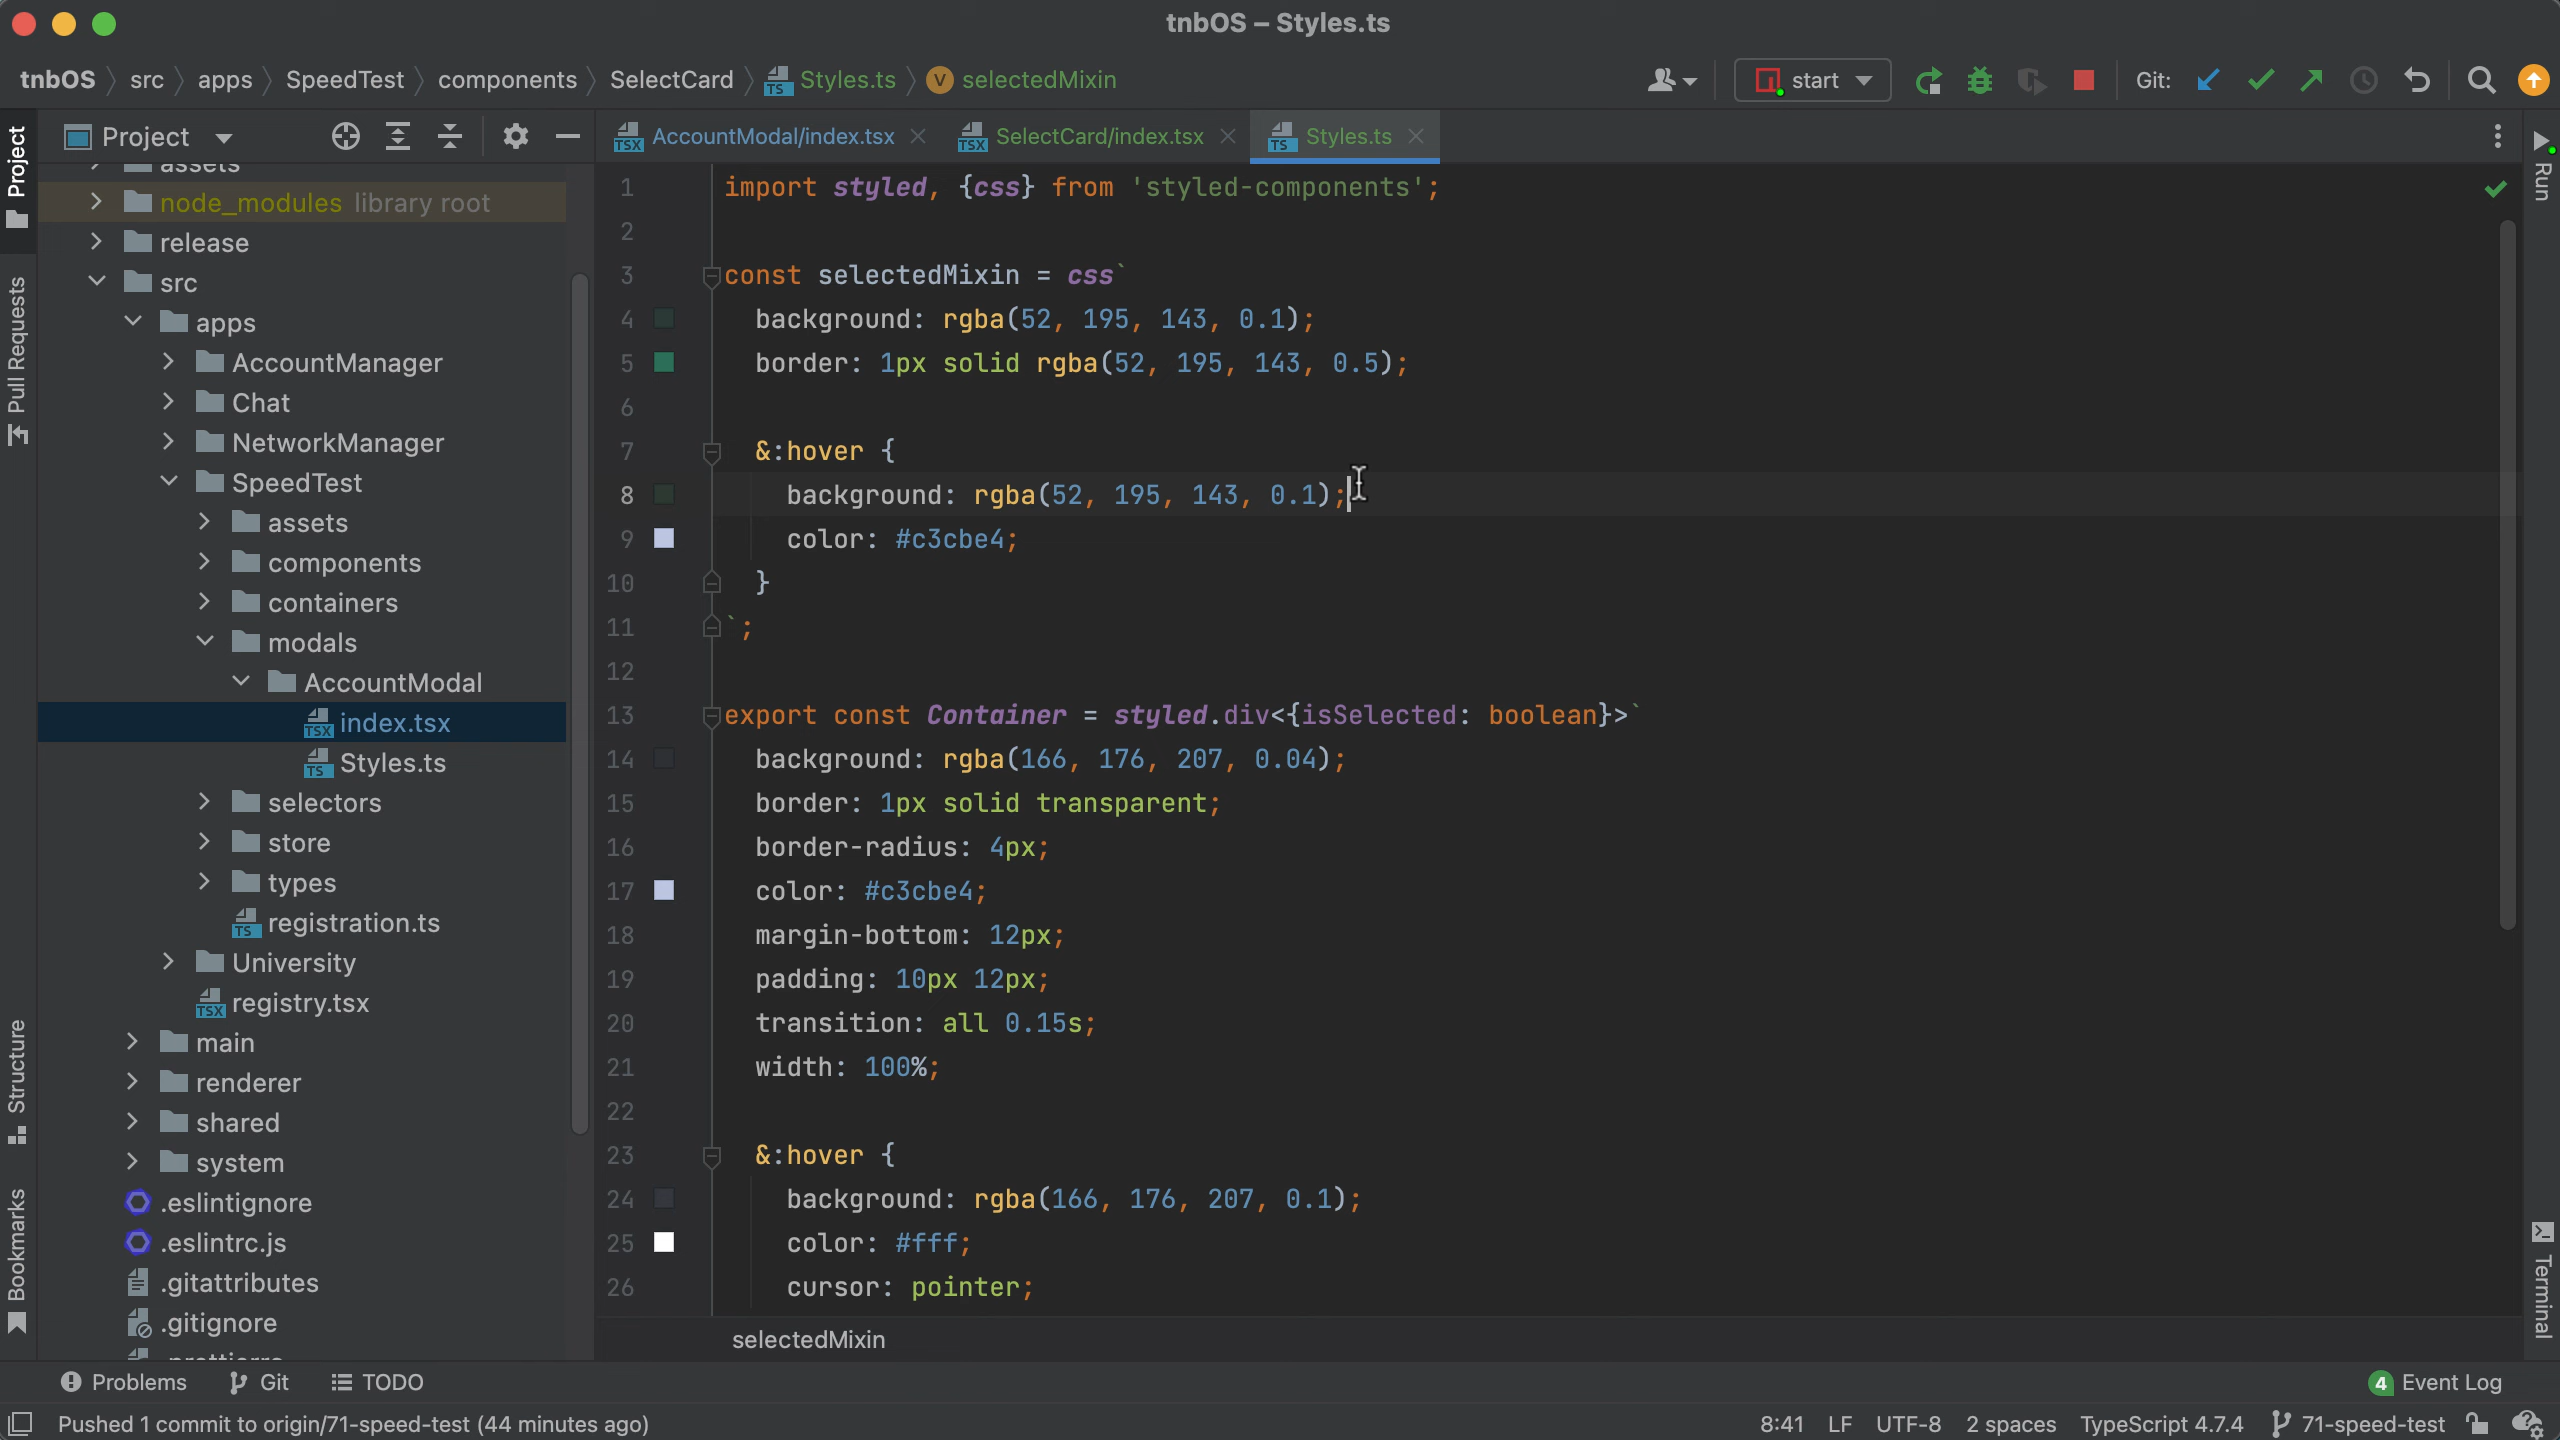 tnbOS – Styles.ts
tnbOS src apps SpeedTest components SelectCard Styles.ts selectedMixin
start Git:
Project
AccountModal/index.tsx SelectCard/index.tsx Styles.ts
Project
Pull Requests
Structure
Bookmarks
assets
node_modules library root
release
src
apps
AccountManager
Chat
NetworkManager
SpeedTest
assets
components
containers
modals
AccountModal
index.tsx
Styles.ts
selectors
store
types
registration.ts
University
registry.tsx
main
renderer
shared
system
.eslintignore
.eslintrc.js
.gitattributes
.gitignore
1 import styled, {css} from 'styled-components';
2
3 const selectedMixin = css`
4 background: rgba(52, 195, 143, 0.1);
5 border: 1px solid rgba(52, 195, 143, 0.5);
6
7 &:hover {
8 background: rgba(52, 195, 143, 0.1);
9 color: #c3cbe4;
10 }
11 `;
12
13 export const Container = styled.div<{isSelected: boolean}>`
14 background: rgba(166, 176, 207, 0.04);
15 border: 1px solid transparent;
16 border-radius: 4px;
17 color: #c3cbe4;
18 margin-bottom: 12px;
19 padding: 10px 12px;
20 transition: all 0.15s;
21 width: 100%;
22
23 &:hover {
24 background: rgba(166, 176, 207, 0.1);
25 color: #fff;
26 cursor: pointer;
selectedMixin
Run
Terminal
Problems Git TODO
4 Event Log
Pushed 1 commit to origin/71-speed-test (44 minutes ago)
8:41 LF UTF-8 2 spaces TypeScript 4.7.4 71-speed-test